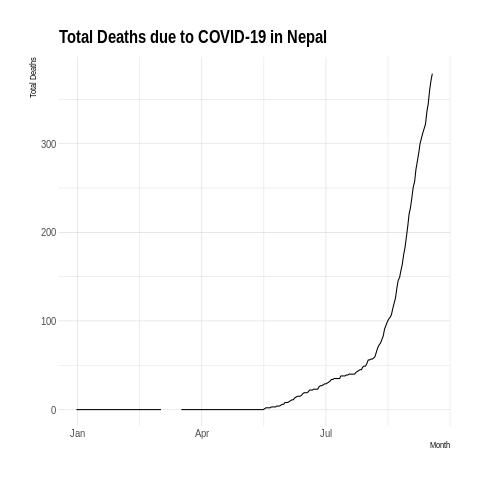 Total Deaths due to COVID-19 in Nepal
Total Deaths
300
200
100
0
Jan Apr Jul
Month